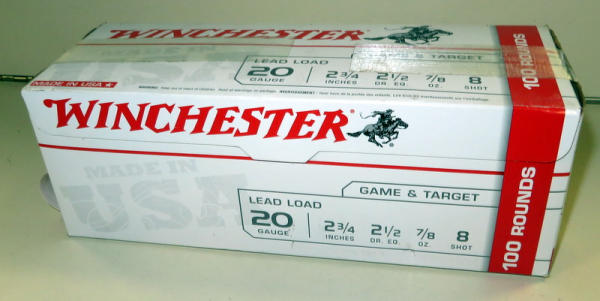 WINCHESTER
GAME & TARGET
LEAD LOAD
20 2 3/4 2 1/2 7/8 8
GAUGE INCHES DR. EQ. OZ. SHOT
MADE IN USA
100 ROUNDS
WINCHESTER
MADE IN
USA
GAME & TARGET
LEAD LOAD
20 2 3/4 2 1/2 7/8 8
GAUGE INCHES DR. EQ. OZ. SHOT
100 ROUNDS